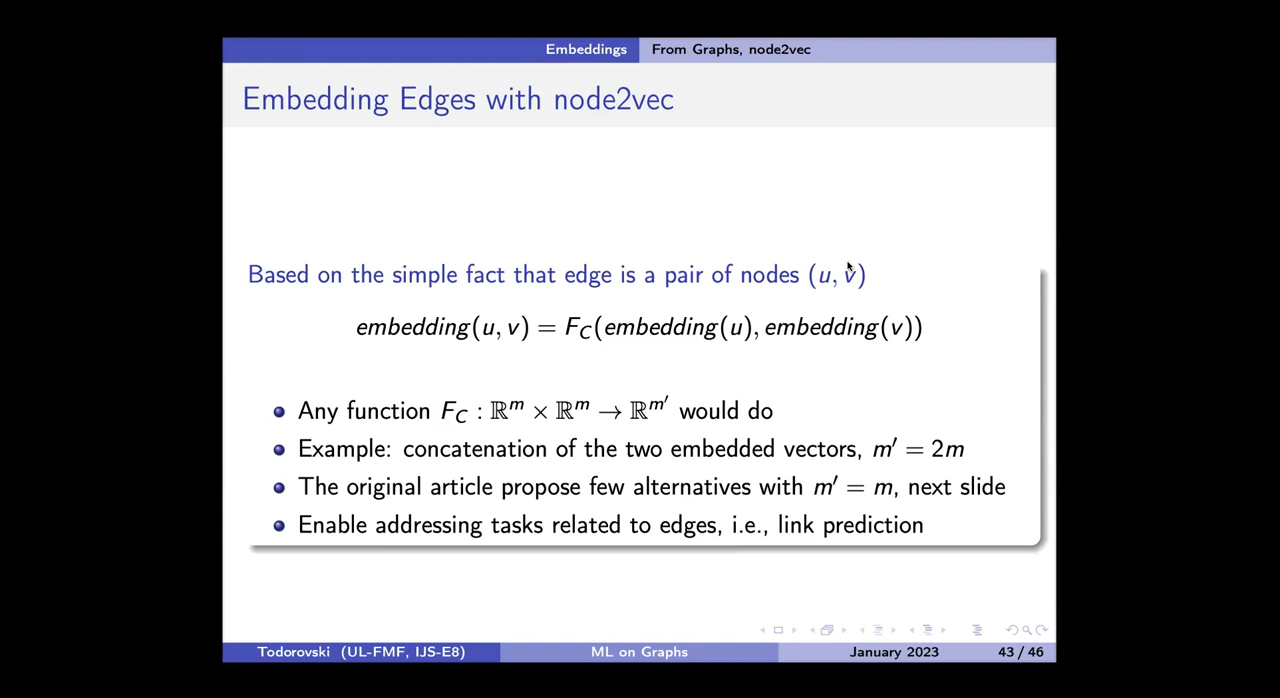 Embeddings From Graphs, node2vec
Embedding Edges with node2vec
Based on the simple fact that edge is a pair of nodes (u, v)
embedding(u, v) = F_C(embedding(u), embedding(v))
Any function F_C : ℝ^m × ℝ^m → ℝ^m′ would do
Example: concatenation of the two embedded vectors, m′ = 2m
The original article propose few alternatives with m′ = m, next slide
Enable addressing tasks related to edges, i.e., link prediction
Todorovski (UL-FMF, IJS-E8) ML on Graphs January 2023 43 / 46